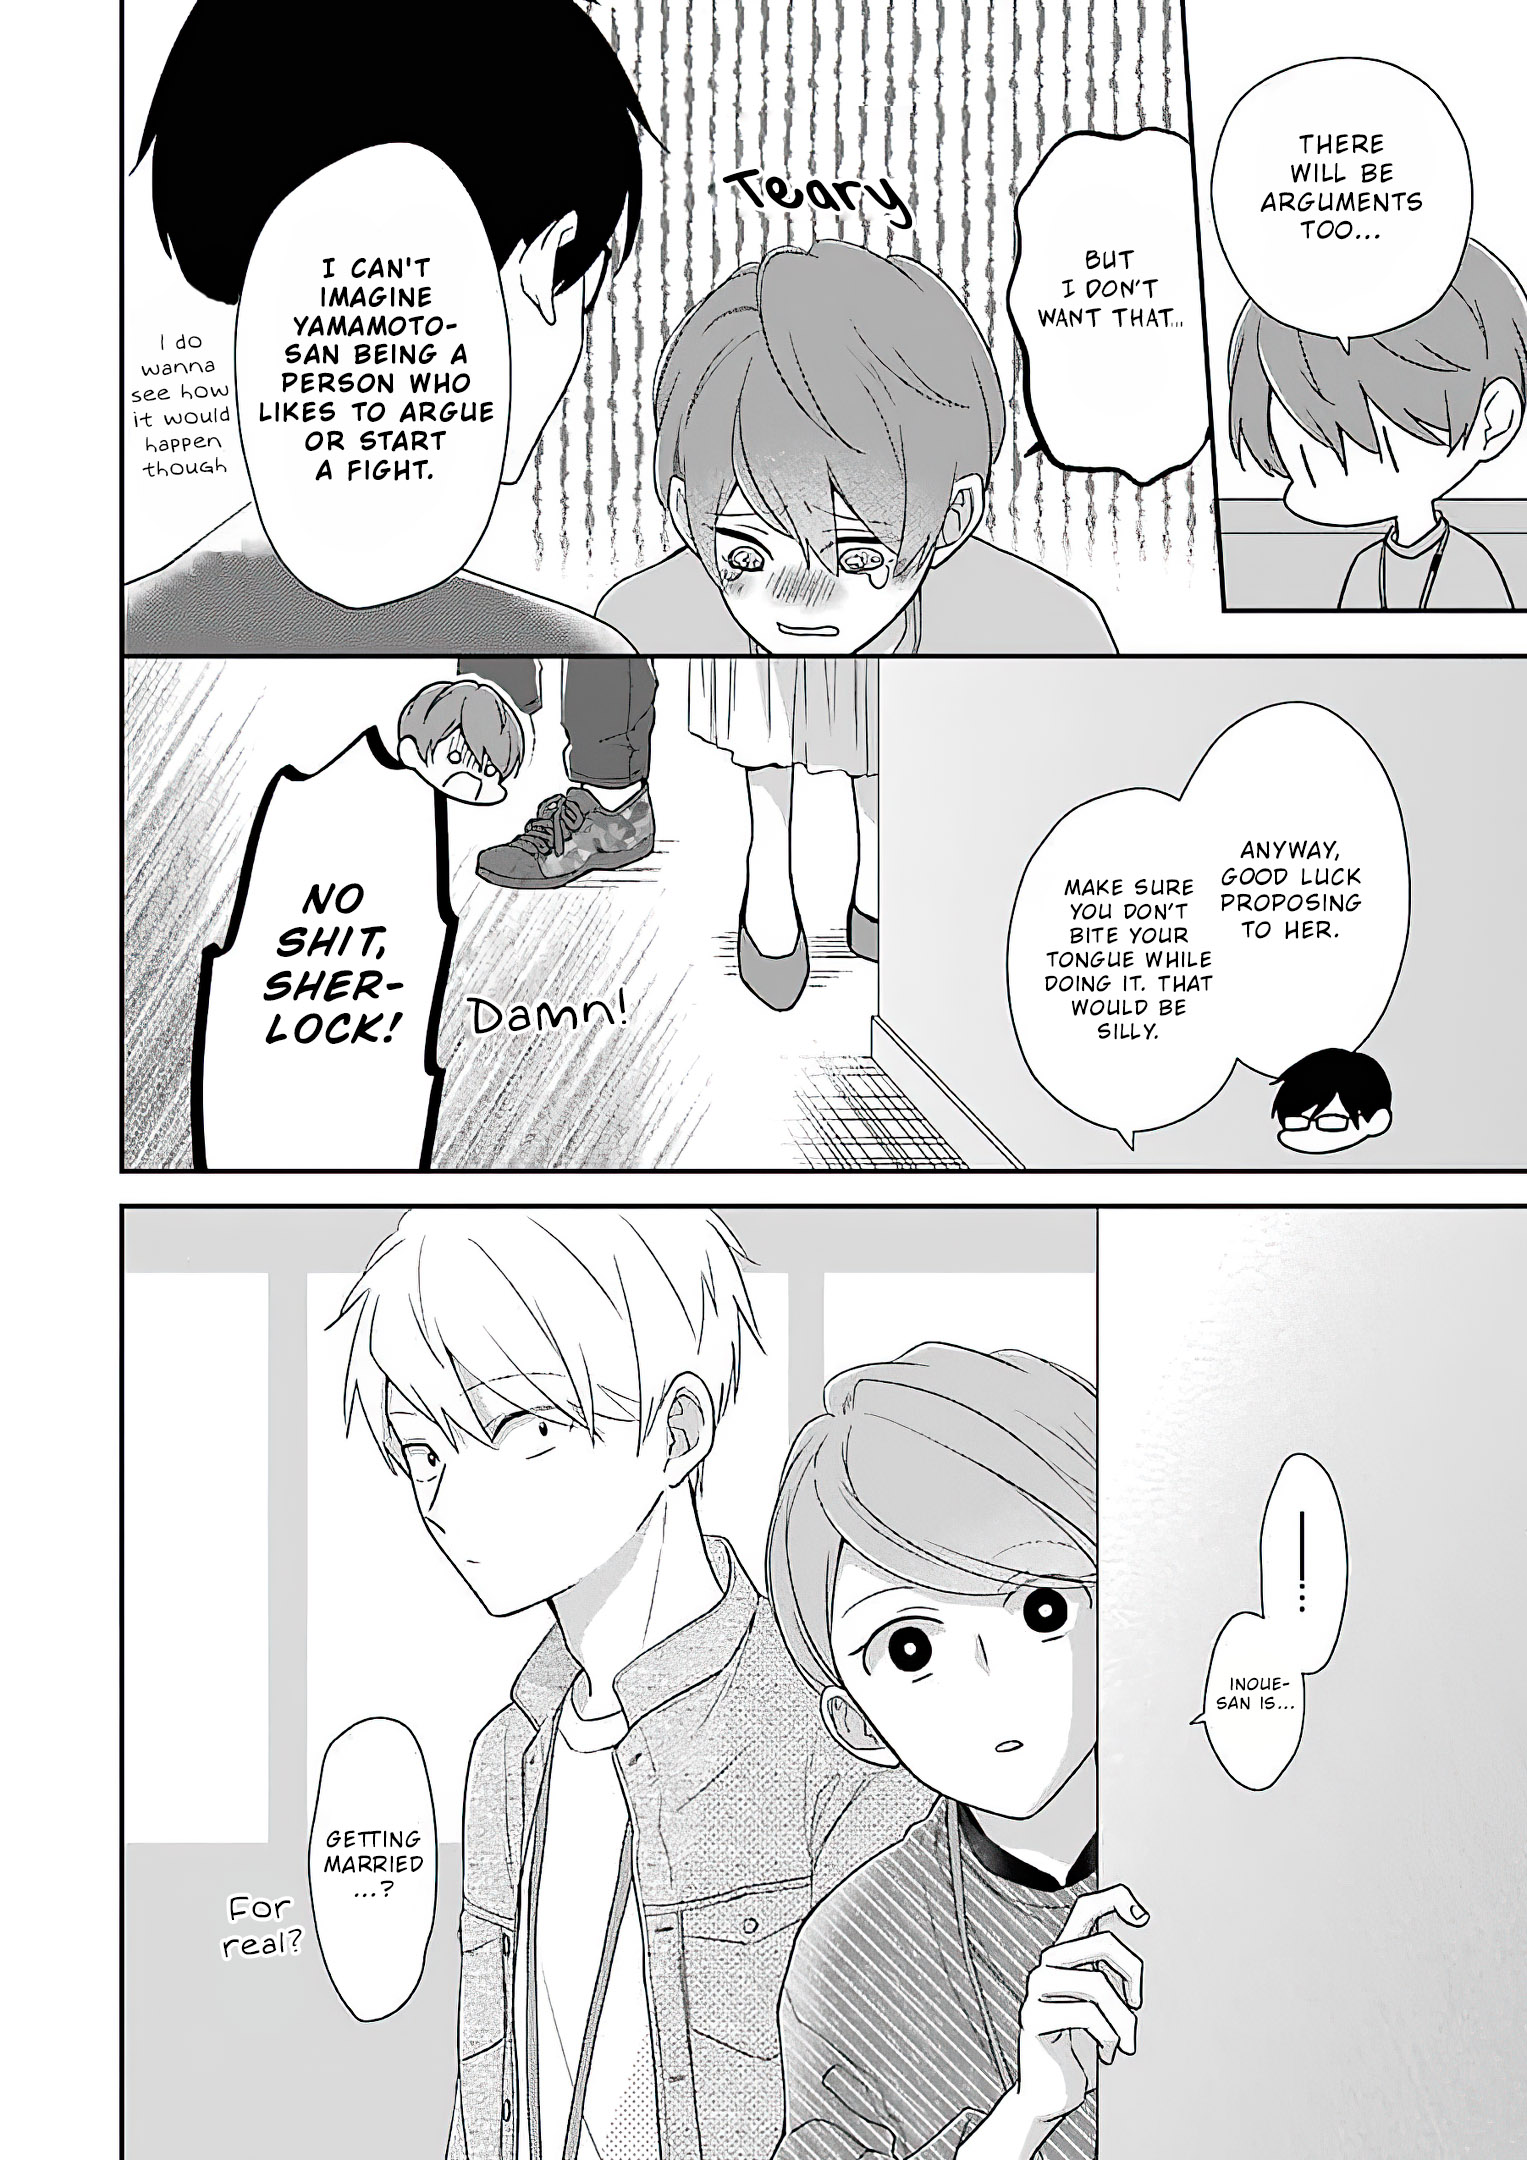 THERE
WILL BE
ARGUMENTS
TOO...
BUT
I DON'T
WANT THAT...
Teary
I CAN'T
IMAGINE
YAMAMOTO-
SAN BEING A
PERSON WHO
LIKES TO ARGUE
OR START
A FIGHT.
I do
wanna
see how
it would
happen
though
ANYWAY,
GOOD LUCK
PROPOSING
TO HER.
MAKE SURE
YOU DON'T
BITE YOUR
TONGUE WHILE
DOING IT. THAT
WOULD BE
SILLY.
Damn!
NO
SHIT,
SHER-
LOCK!
INOUE-
SAN IS...
GETTING
MARRIED
...?
For
real?